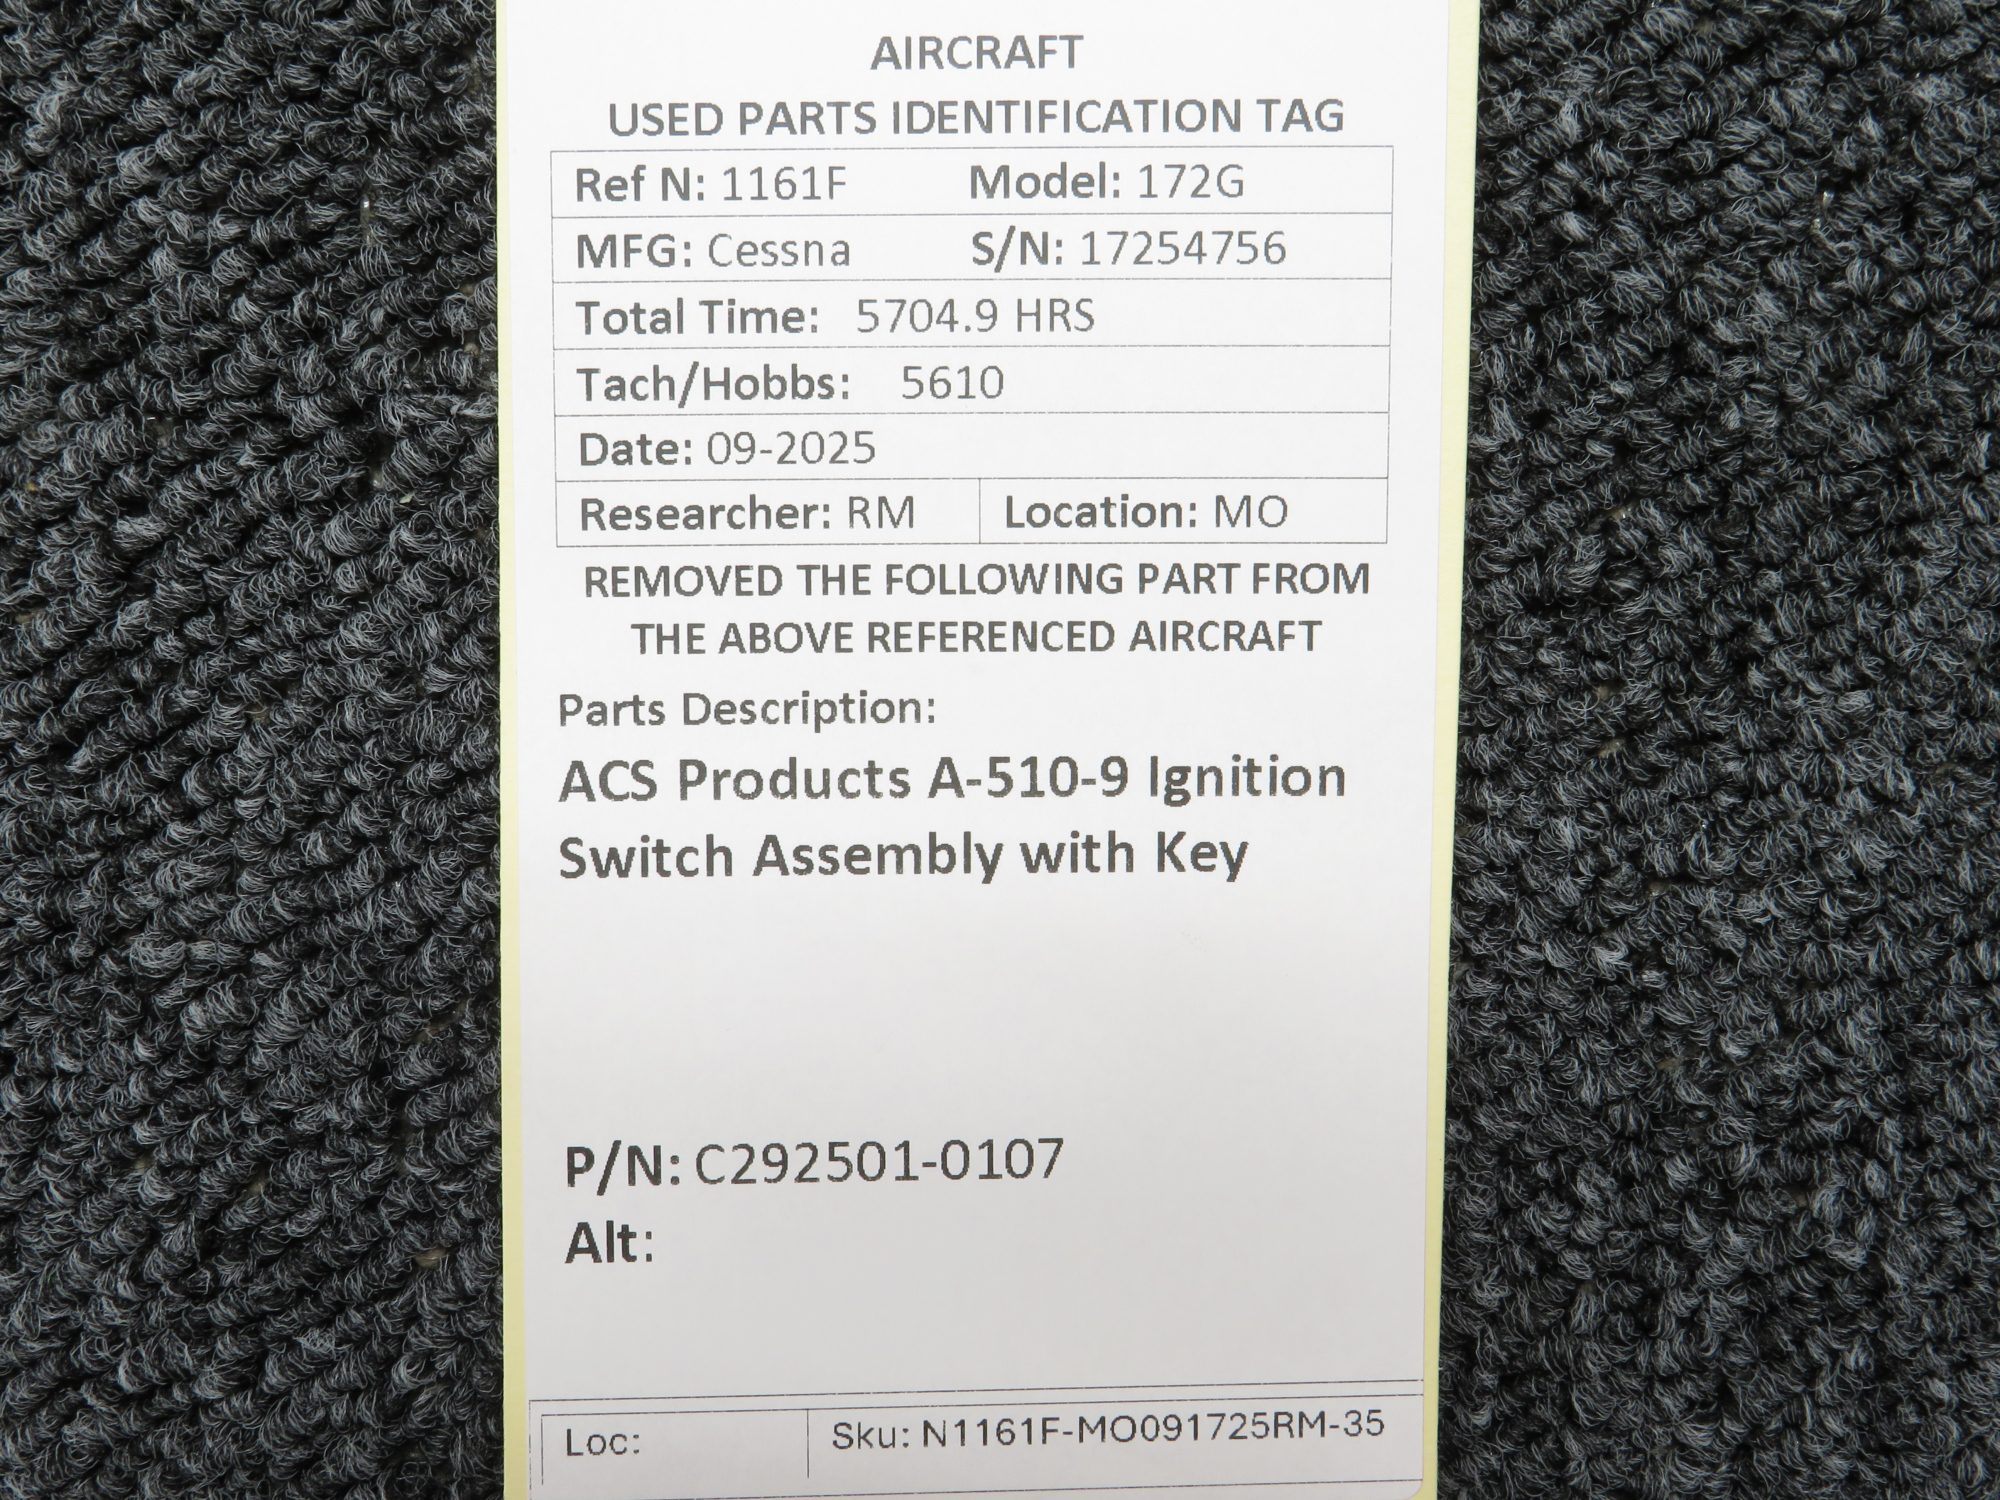 AIRCRAFT
USED PARTS IDENTIFICATION TAG
Ref N: 1161F Model: 172G
MFG: Cessna S/N: 17254756
Total Time: 5704.9 HRS
Tach/Hobbs: 5610
Date: 09-2025
Researcher: RM Location: MO
REMOVED THE FOLLOWING PART FROM
THE ABOVE REFERENCED AIRCRAFT
Parts Description:
ACS Products A-510-9 Ignition
Switch Assembly with Key
P/N: C292501-0107
Alt:
Loc: Sku: N1161F-MO091725RM-35